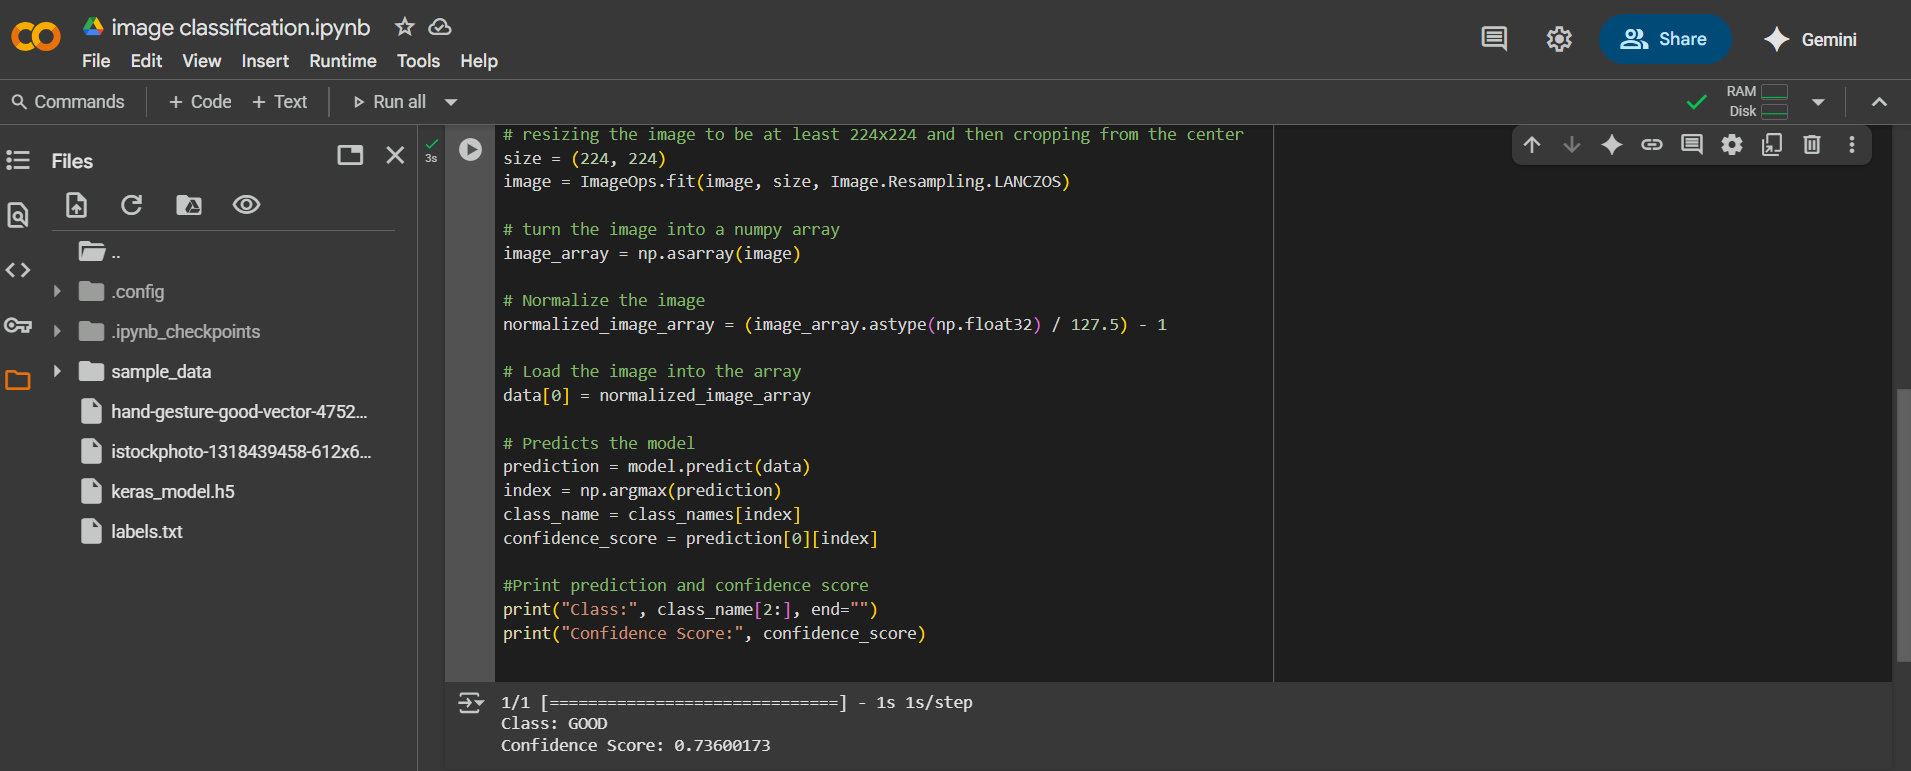 image classification.ipynb
File Edit View Insert Runtime Tools Help
Share
Gemini
Commands + Code + Text Run all
RAM
Disk
Files
..
.config
.ipynb_checkpoints
sample_data
hand-gesture-good-vector-4752...
istockphoto-1318439458-612x6...
keras_model.h5
labels.txt
3s
# resizing the image to be at least 224x224 and then cropping from the center
size = (224, 224)
image = ImageOps.fit(image, size, Image.Resampling.LANCZOS)
# turn the image into a numpy array
image_array = np.asarray(image)
# Normalize the image
normalized_image_array = (image_array.astype(np.float32) / 127.5) - 1
# Load the image into the array
data[0] = normalized_image_array
# Predicts the model
prediction = model.predict(data)
index = np.argmax(prediction)
class_name = class_names[index]
confidence_score = prediction[0][index]
#Print prediction and confidence score
print("Class:", class_name[2:], end="")
print("Confidence Score:", confidence_score)
1/1 [==============================] - 1s 1s/step
Class: GOOD
Confidence Score: 0.73600173